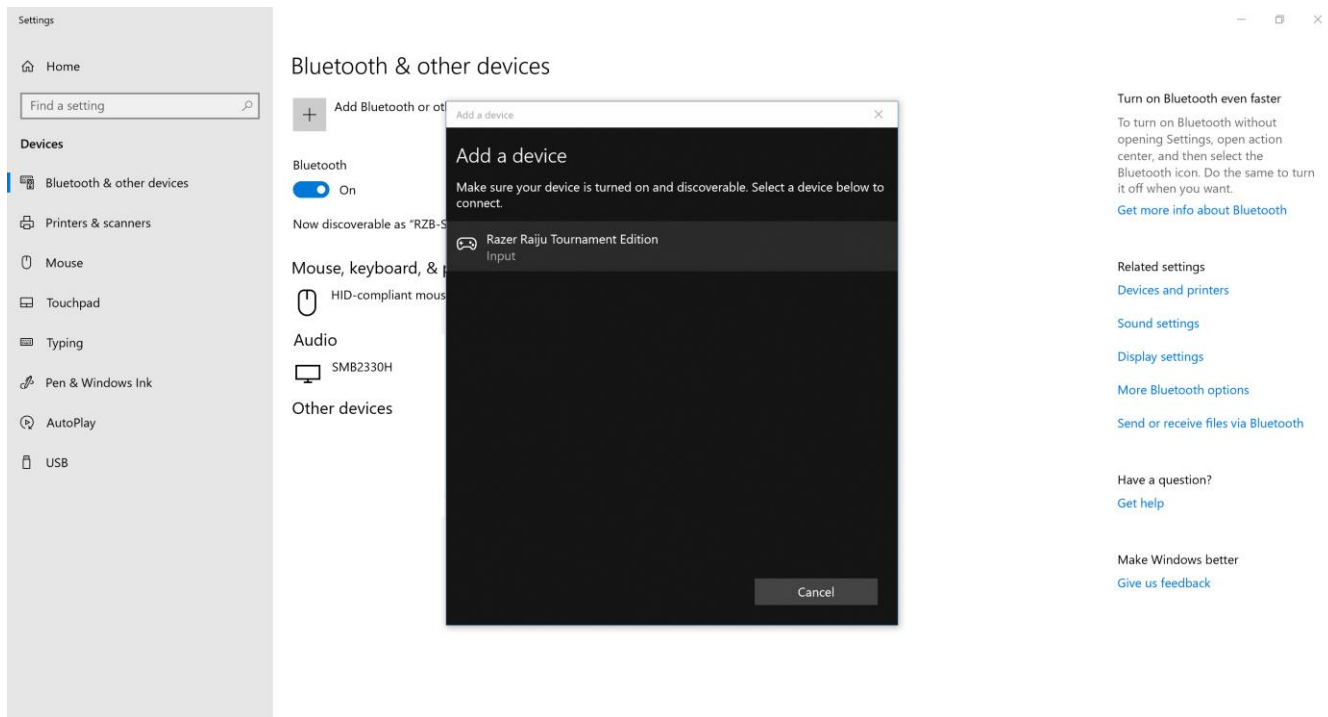 Settings
Home
Find a setting
Devices
Bluetooth & other devices
Printers & scanners
Mouse
Touchpad
Typing
Pen & Windows Ink
AutoPlay
USB
Bluetooth & other devices
Add Bluetooth or ot
Bluetooth
On
Now discoverable as "RZB-S
Mouse, keyboard, & p
HID-compliant mous
Audio
SMB2330H
Other devices
Add a device
Add a device
Make sure your device is turned on and discoverable. Select a device below to
connect.
Razer Raiju Tournament Edition
Input
Cancel
Turn on Bluetooth even faster
To turn on Bluetooth without
opening Settings, open action
center, and then select the
Bluetooth icon. Do the same to turn
it off when you want.
Get more info about Bluetooth
Related settings
Devices and printers
Sound settings
Display settings
More Bluetooth options
Send or receive files via Bluetooth
Have a question?
Get help
Make Windows better
Give us feedback